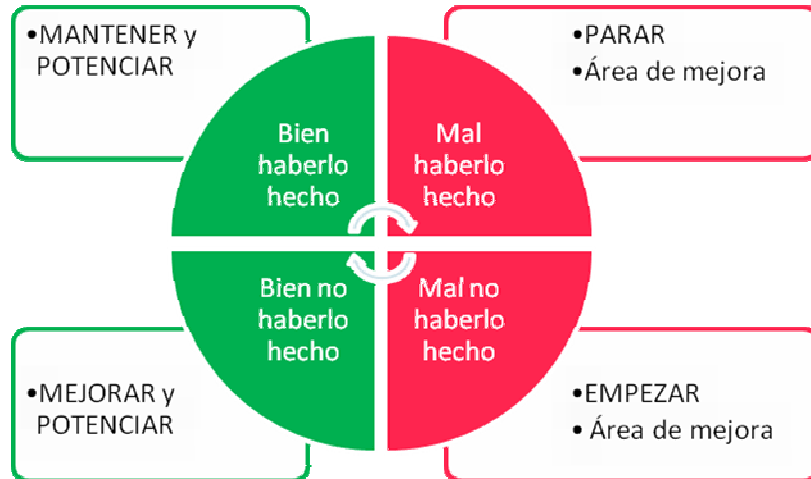 •MANTENER y
POTENCIAR
•PARAR
•Área de mejora
Bien
haberlo
hecho
Mal
haberlo
hecho
Bien no
haberlo
hecho
Mal no
haberlo
hecho
•MEJORAR y
POTENCIAR
•EMPEZAR
• Área de mejora